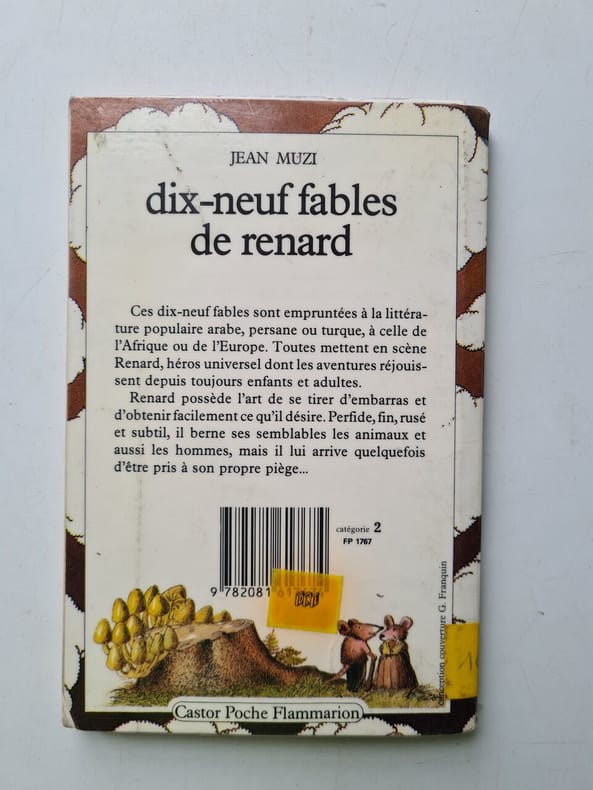 JEAN MUZI
dix-neuf fables
de renard
Ces dix-neuf fables sont empruntées à la littéra-
ture populaire arabe, persane ou turque, à celle de
l'Afrique ou de l'Europe. Toutes mettent en scène
Renard, héros universel dont les aventures réjouis-
sent depuis toujours enfants et adultes.
Renard possède l'art de se tirer d'embarras et
d'obtenir facilement ce qu'il désire. Perfide, fin, rusé
et subtil, il berne ses semblables les animaux et
aussi les hommes, mais il lui arrive quelquefois
d'être pris à son propre piège...
catégorie 2
FP 1767
9 782081
conception couverture G. Franquin
Castor Poche Flammarion